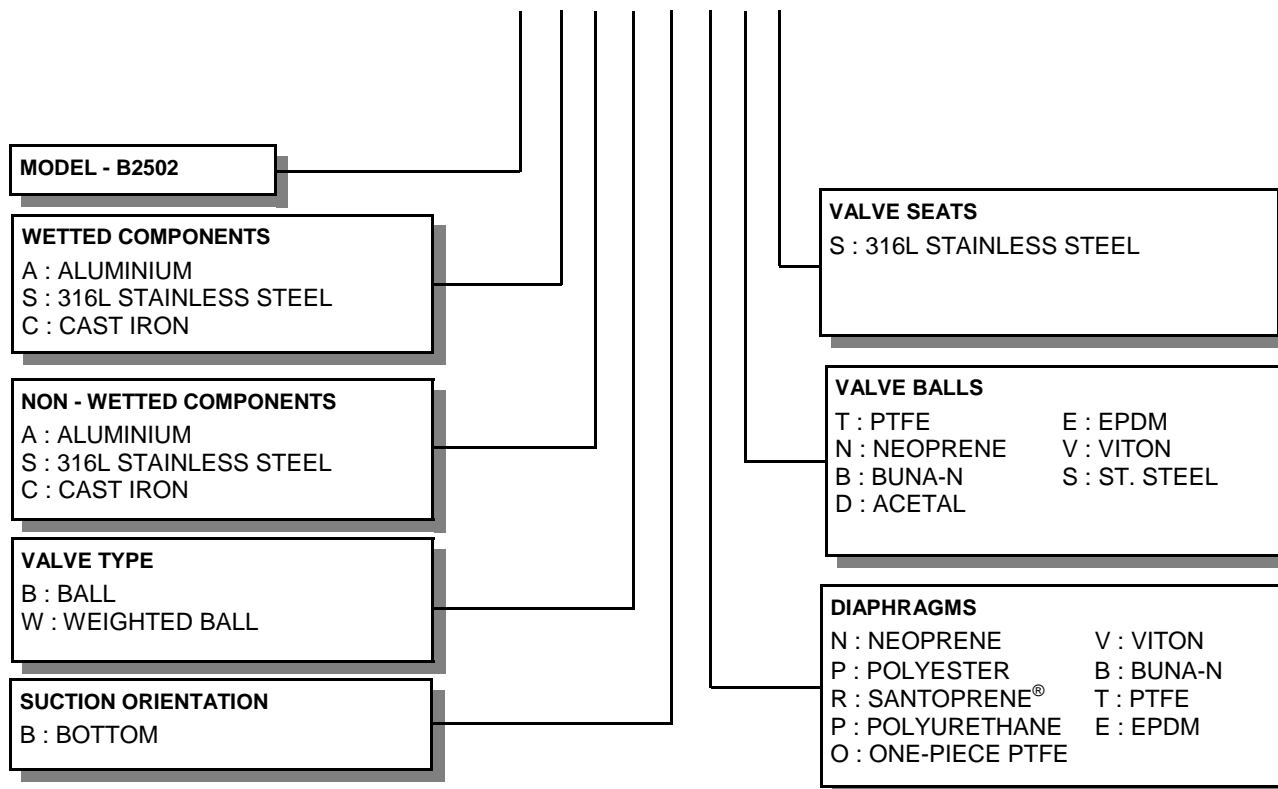 MODEL - B2502
WETTED COMPONENTS
A : ALUMINIUM
S : 316L STAINLESS STEEL
C : CAST IRON
NON - WETTED COMPONENTS
A : ALUMINIUM
S : 316L STAINLESS STEEL
C : CAST IRON
VALVE TYPE
B : BALL
W : WEIGHTED BALL
SUCTION ORIENTATION
B : BOTTOM
VALVE SEATS
S : 316L STAINLESS STEEL
VALVE BALLS
T : PTFE E : EPDM
N : NEOPRENE V : VITON
B : BUNA-N S : ST. STEEL
D : ACETAL
DIAPHRAGMS
N : NEOPRENE V : VITON
P : POLYESTER B : BUNA-N
R : SANTOPRENE® T : PTFE
P : POLYURETHANE E : EPDM
O : ONE-PIECE PTFE